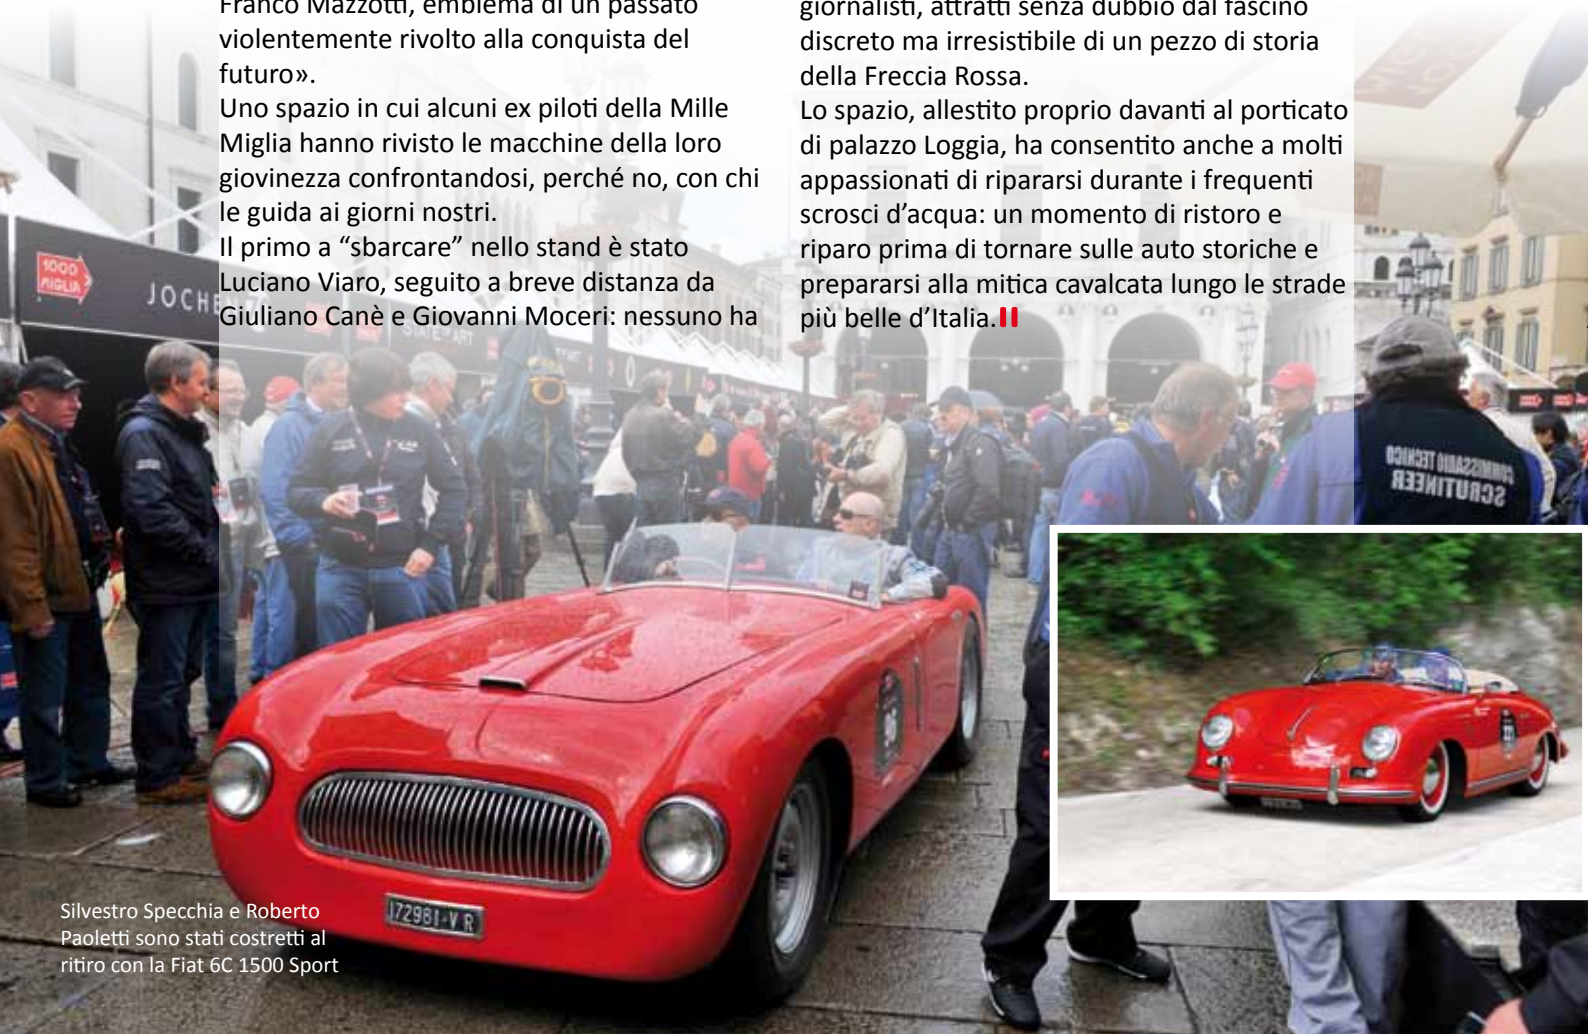 Franco Mazzotti, emblema di un passato
violentemente rivolto alla conquista del
futuro».
Uno spazio in cui alcuni ex piloti della Mille
Miglia hanno rivisto le macchine della loro
giovinezza confrontandosi, perché no, con chi
le guida ai giorni nostri.
Il primo a “sbarcare” nello stand è stato
Luciano Viaro, seguito a breve distanza da
Giuliano Canè e Giovanni Moceri: nessuno ha
giornalisti, attratti senza dubbio dal fascino
discreto ma irresistibile di un pezzo di storia
della Freccia Rossa.
Lo spazio, allestito proprio davanti al porticato
di palazzo Loggia, ha consentito anche a molti
appassionati di ripararsi durante i frequenti
scrosci d’acqua: un momento di ristoro e
riparo prima di tornare sulle auto storiche e
prepararsi alla mitica cavalcata lungo le strade
più belle d’Italia.
1000
MIGLIA
JOCHE
COMMISSARIO TECNICO
SCRUTINEER
172981-VR
Silvestro Specchia e Roberto
Paoletti sono stati costretti al
ritiro con la Fiat 6C 1500 Sport